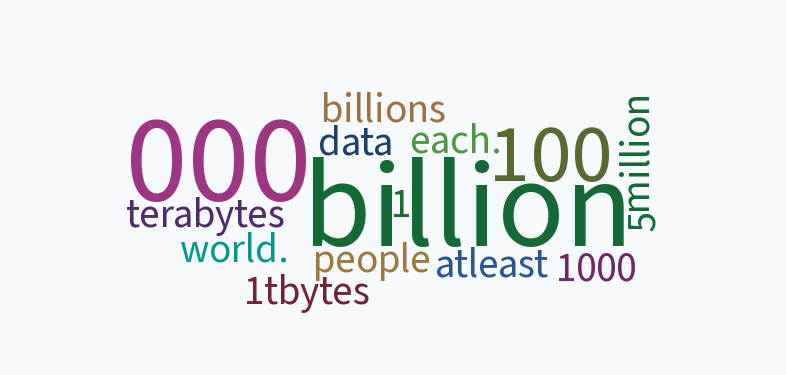 billions
data
each.
100
5million
000
billion
1
terabytes
world.
people
atleast
1000
1tbytes